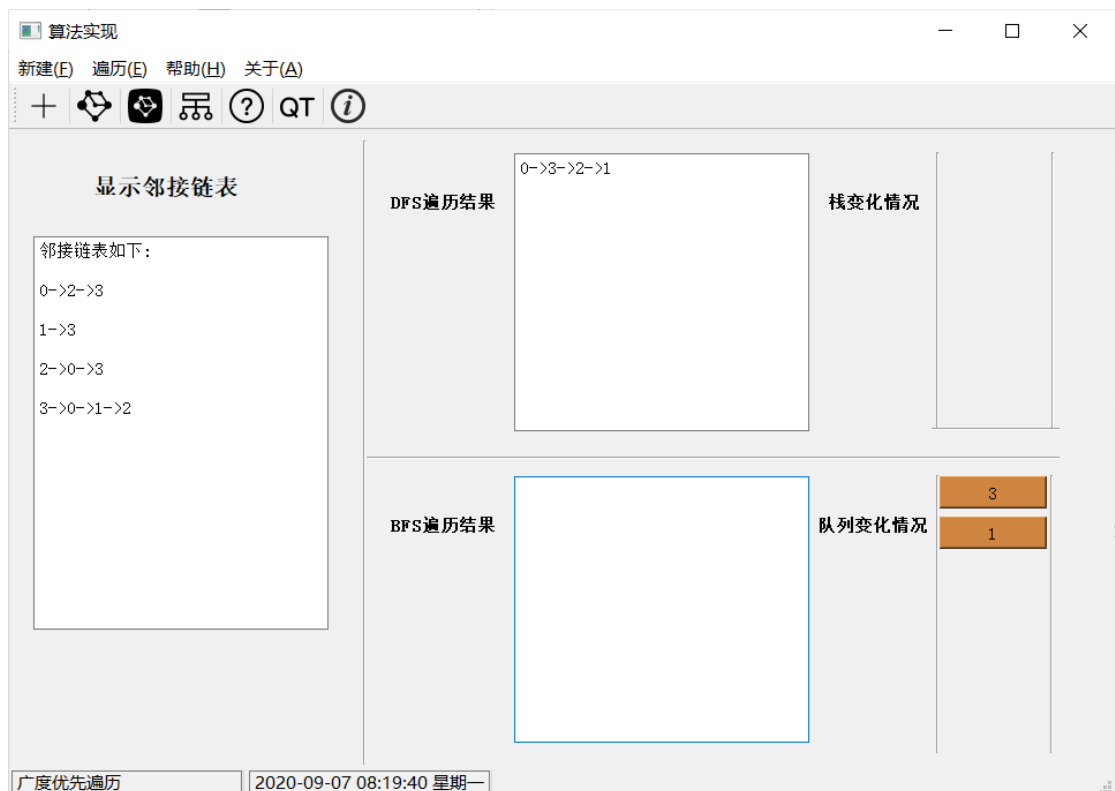 算法实现
新建(F) 遍历(E) 帮助(H) 关于(A)
? QT i
显示邻接链表
邻接链表如下:
0->2->3
1->3
2->0->3
3->0->1->2
DFS遍历结果
0->3->2->1
栈变化情况
BFS遍历结果
队列变化情况
3
1
广度优先遍历
2020-09-07 08:19:40 星期一